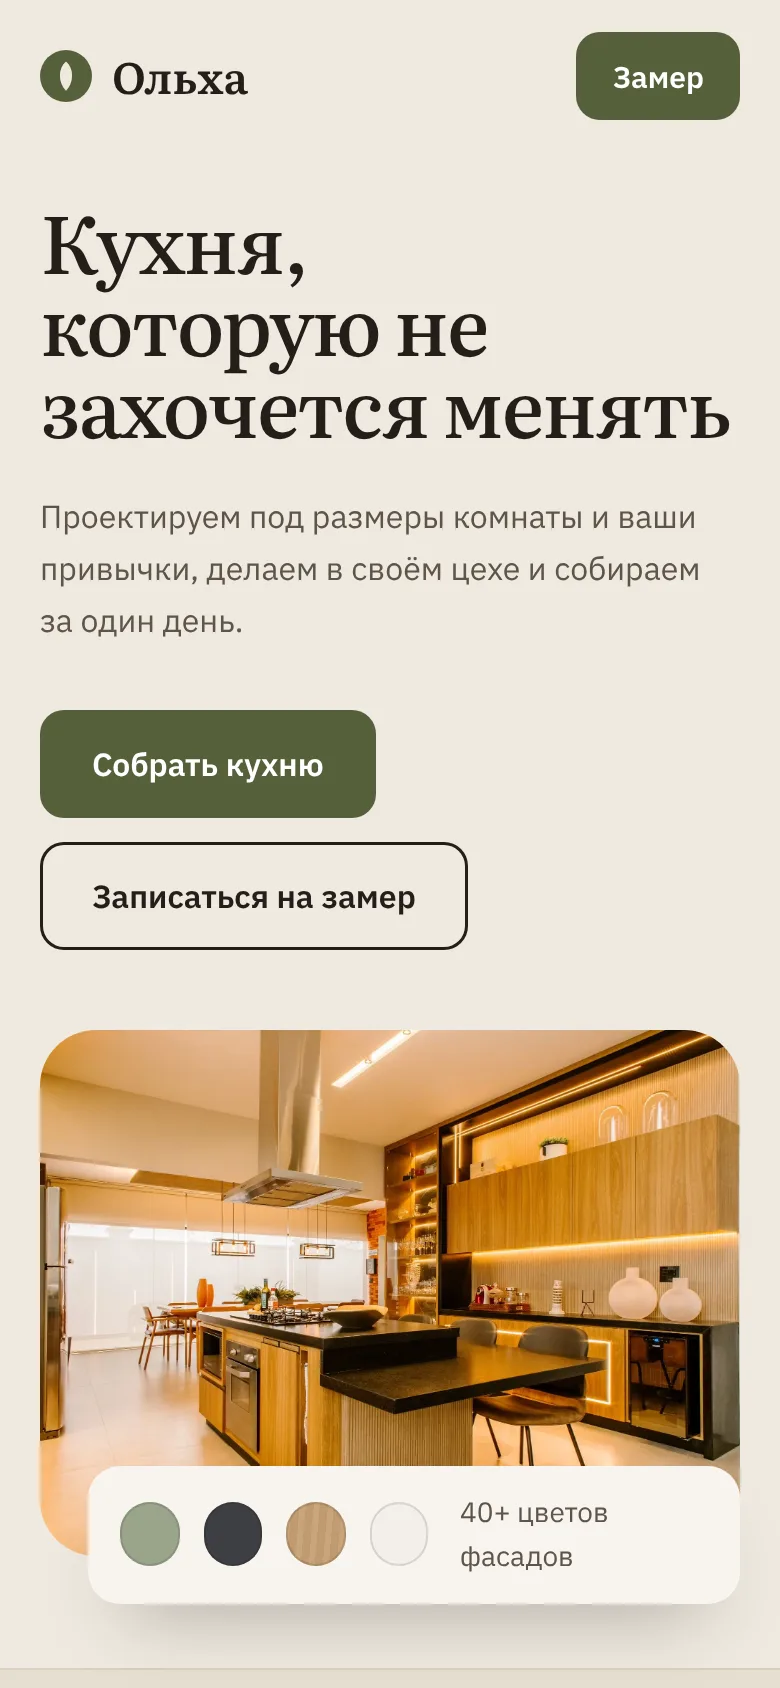 Ольха
Замер
Кухня,
которую не
захочется менять
Проектируем под размеры комнаты и ваши
привычки, делаем в своём цехе и собираем
за один день.
Собрать кухню
Записаться на замер
40+ цветов
фасадов